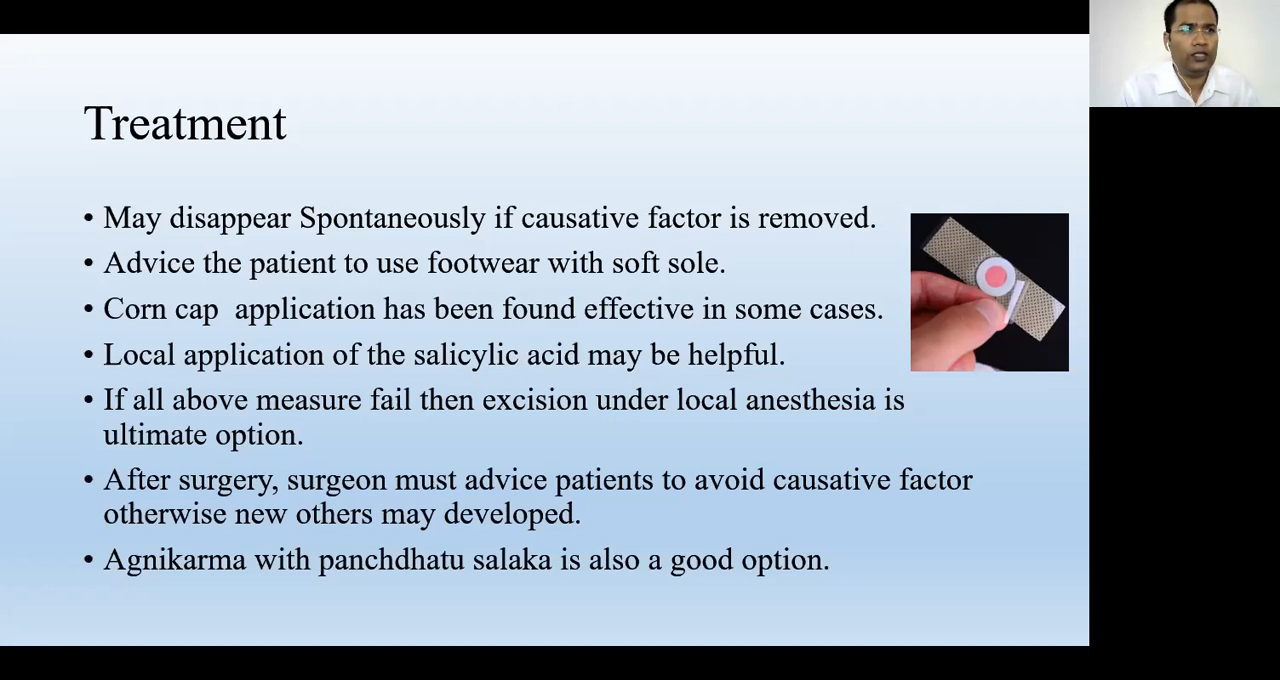 Treatment
• May disappear Spontaneously if causative factor is removed.
• Advice the patient to use footwear with soft sole.
• Corn cap  application has been found effective in some cases.
• Local application of the salicylic acid may be helpful.
• If all above measure fail then excision under local anesthesia is
ultimate option.
• After surgery, surgeon must advice patients to avoid causative factor
otherwise new others may developed.
• Agnikarma with panchdhatu salaka is also a good option.